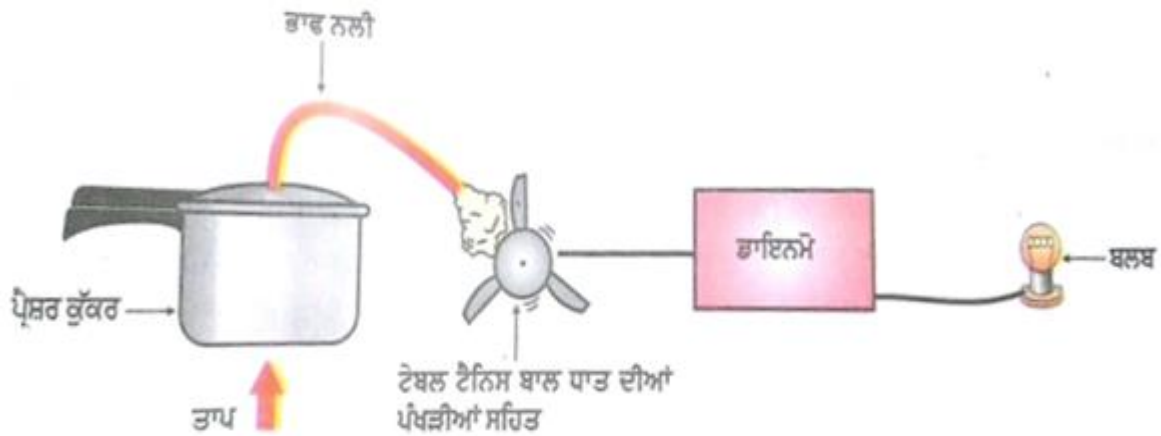 ਭਾਫ ਨਲੀ
ਡਾਇਨਮੋ
ਬਲਬ
ਪ੍ਰੈਸ਼ਰ ਕੁੱਕਰ
ਟੇਬਲ ਟੈਨਿਸ ਬਾਲ ਧਾਤ ਦੀਆਂ
ਪੰਖੜੀਆਂ ਸਹਿਤ
ਤਾਪ